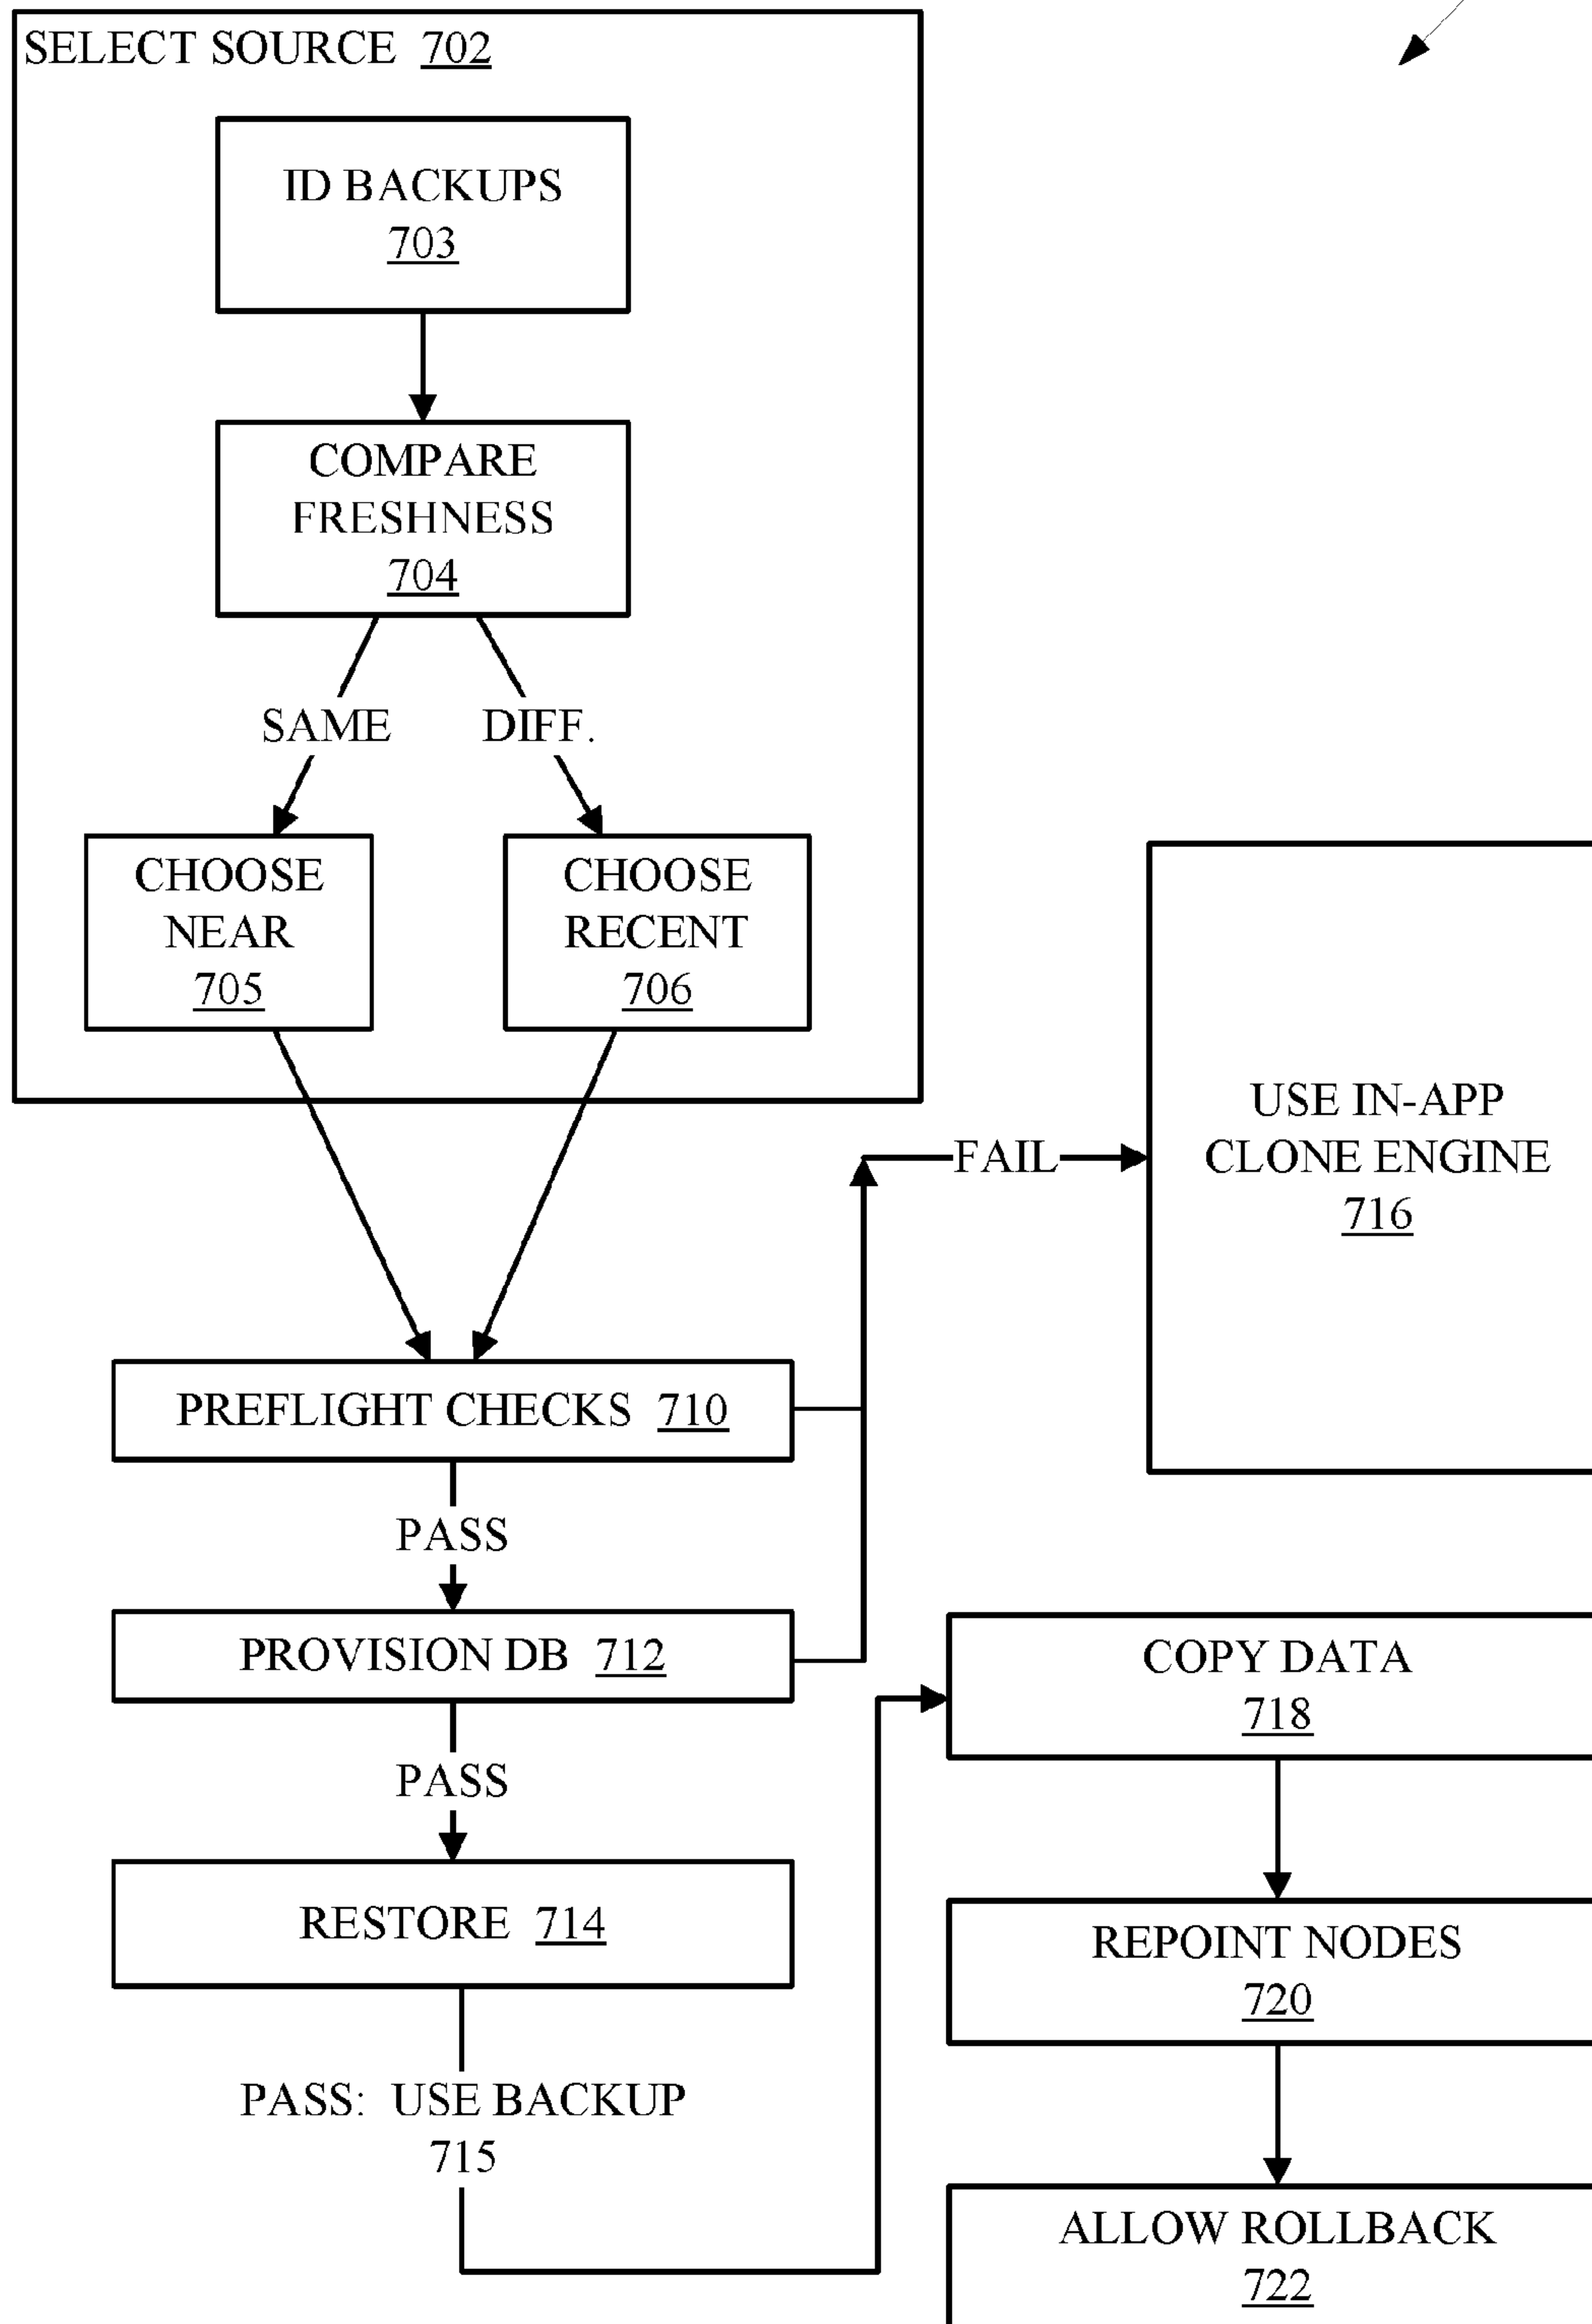 SELECT SOURCE 702
ID BACKUPS
703
COMPARE
FRESHNESS
704
SAME
DIFF.
CHOOSE
NEAR
705
CHOOSE
RECENT
706
FAIL
USE IN-APP
CLONE ENGINE
716
PREFLIGHT CHECKS 710
PASS
PROVISION DB 712
PASS
RESTORE 714
PASS: USE BACKUP
715
COPY DATA
718
REPOINT NODES
720
ALLOW ROLLBACK
722